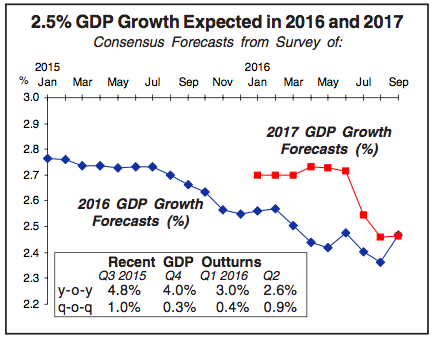 2.5% GDP Growth Expected in 2016 and 2017
Consensus Forecasts from Survey of:
2015 2016
% Jan Mar May Jul Sep Nov Jan Mar May Jul Sep
3.0
2.9
2.8
2.7
2.6
2.5
2.4
2.3
2.2
2017 GDP Growth
Forecasts (%)
2016 GDP Growth
Forecasts (%)
Recent GDP Outturns
Q3 2015 Q4 Q1 2016 Q2
y-o-y 4.8% 4.0% 3.0% 2.6%
q-o-q 1.0% 0.3% 0.4% 0.9%